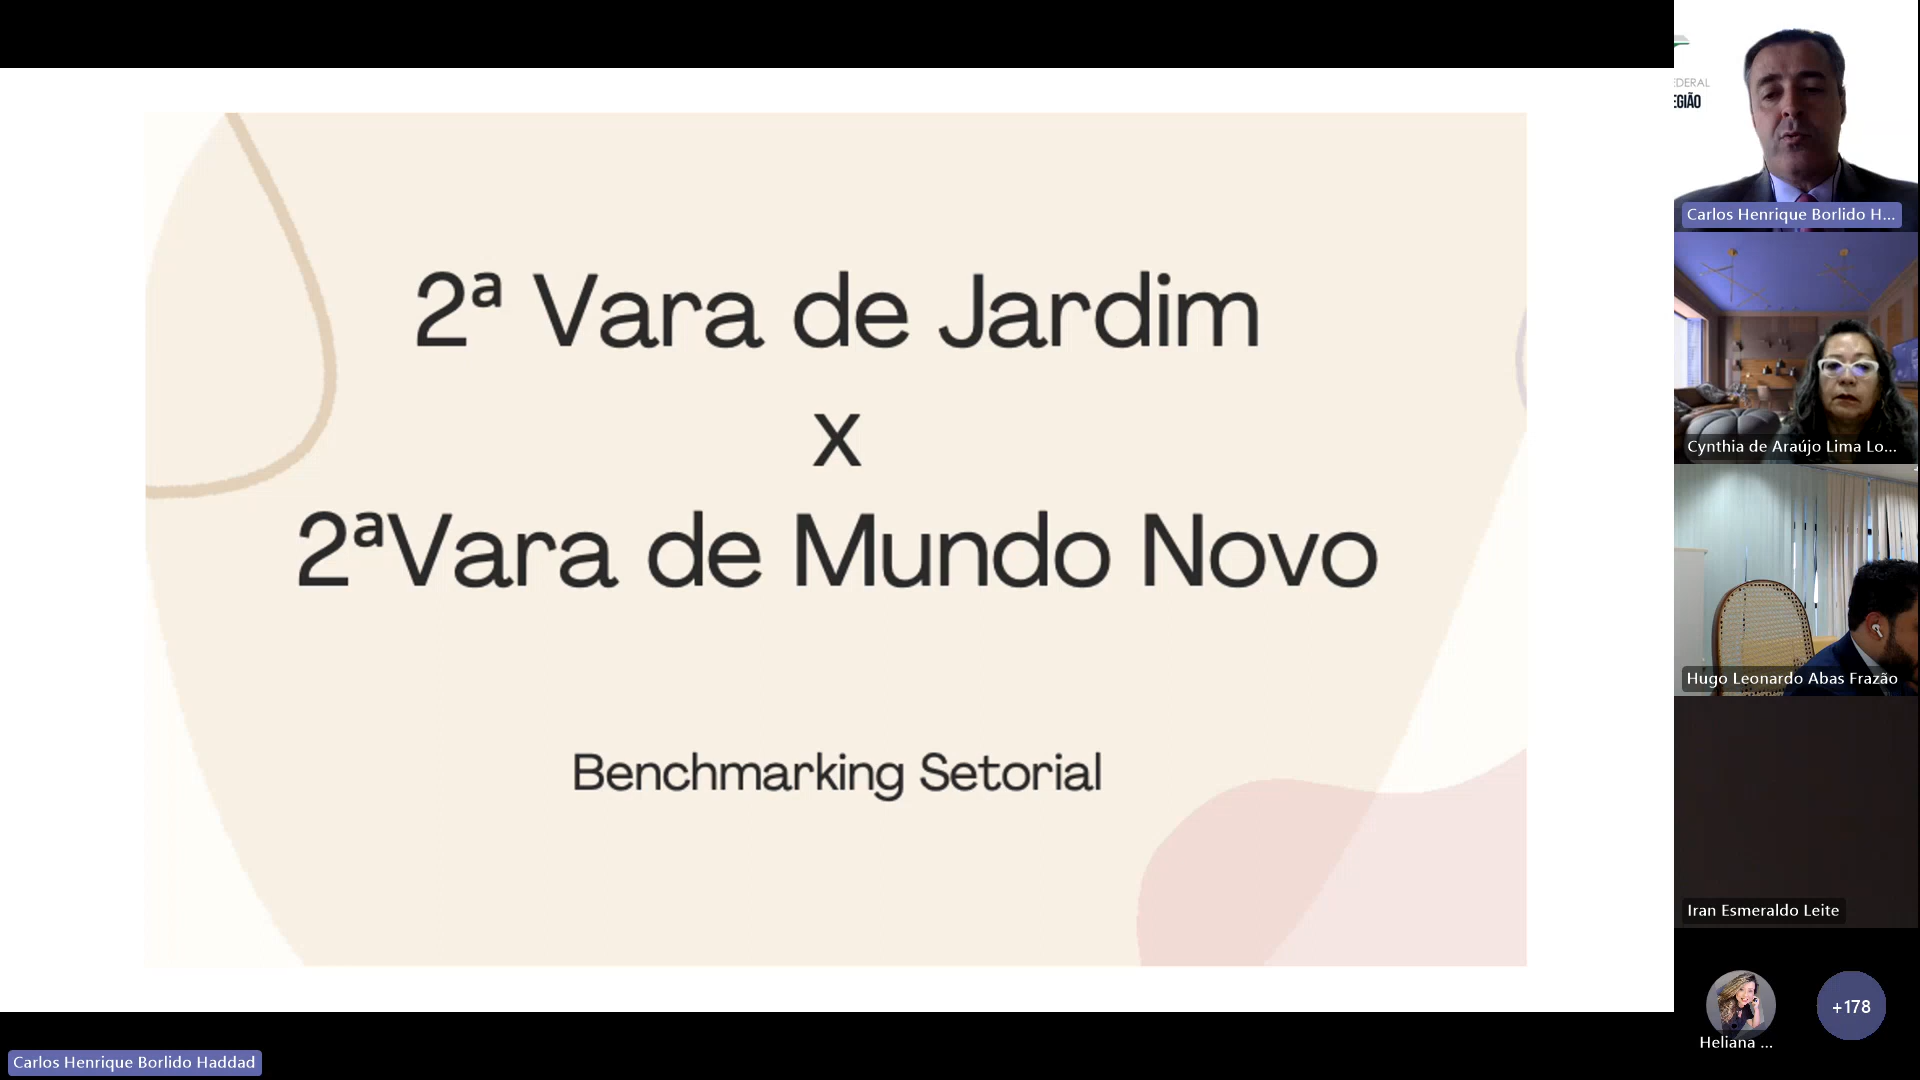 2ª Vara de Jardim
x
2ªVara de Mundo Novo
Benchmarking Setorial
EDERAL
EGIÃO
Carlos Henrique Borlido H...
Cynthia de Araújo Lima Lo...
Hugo Leonardo Abas Frazão
Iran Esmeraldo Leite
Heliana ...
+178
Carlos Henrique Borlido Haddad